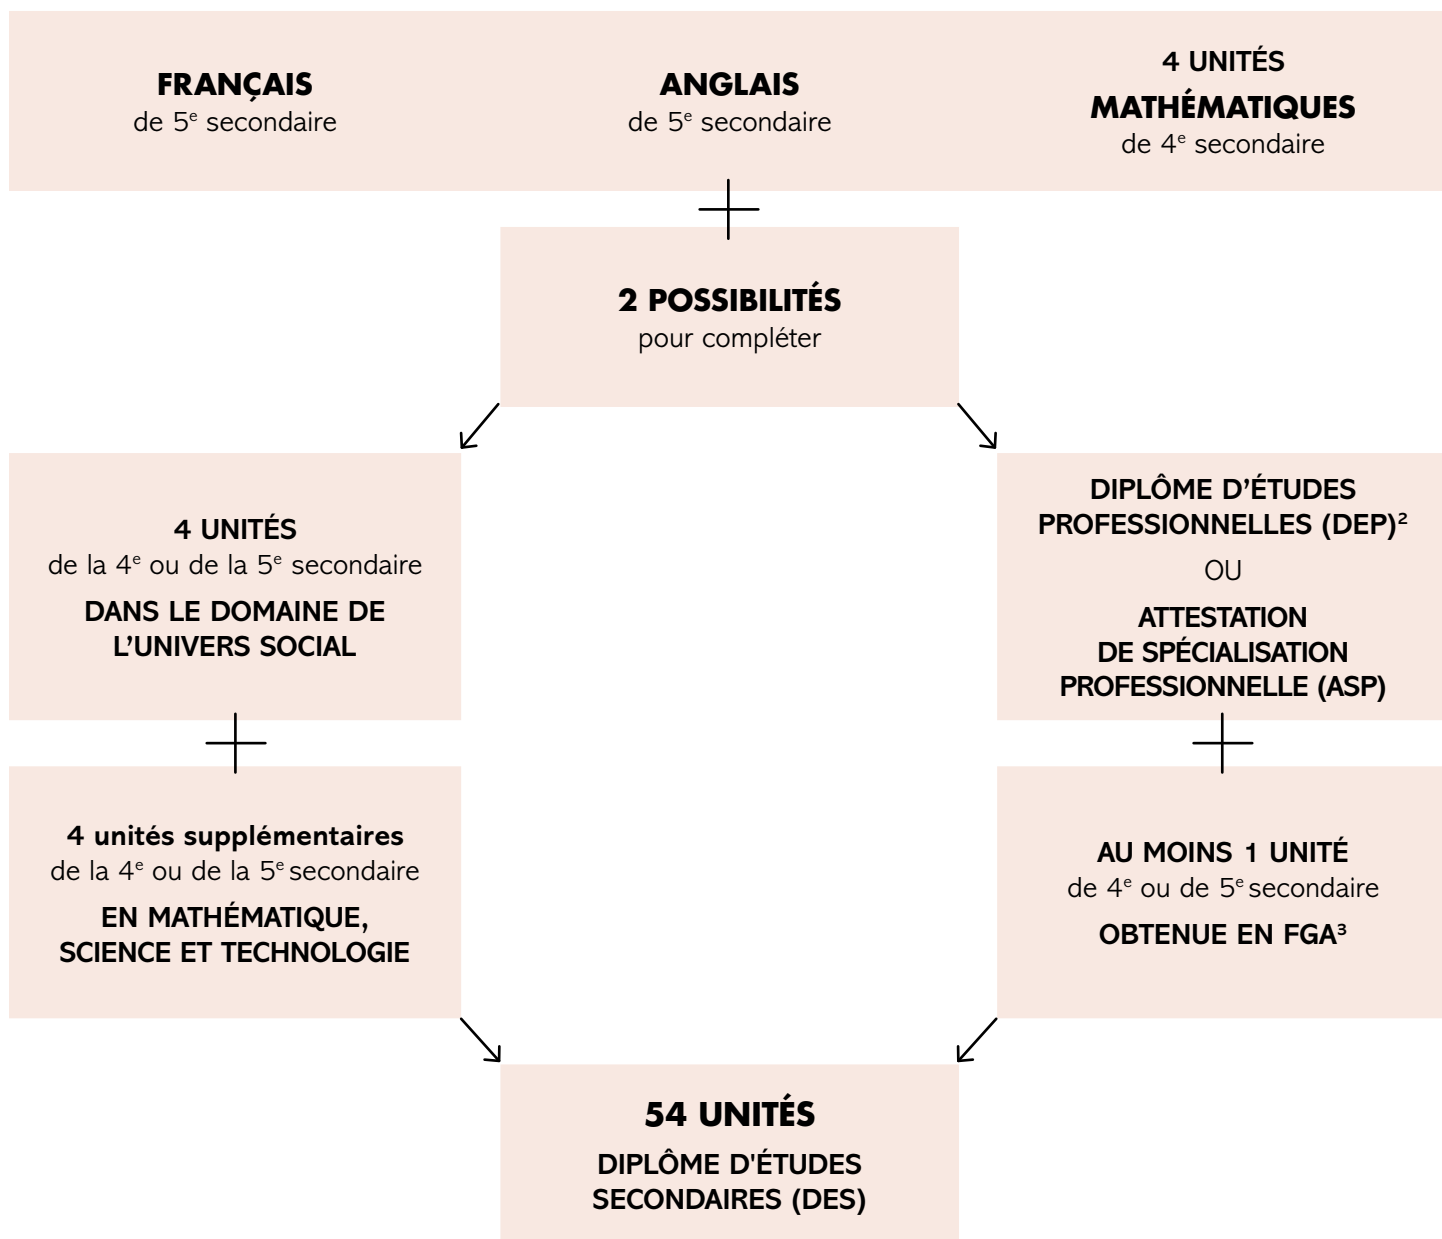 FRANÇAIS
de 5e secondaire
ANGLAIS
de 5e secondaire
4 UNITÉS
MATHÉMATIQUES
de 4e secondaire
2 POSSIBILITÉS
pour compléter
4 UNITÉS
de la 4e ou de la 5e secondaire
DANS LE DOMAINE DE
L’UNIVERS SOCIAL
4 unités supplémentaires
de la 4e ou de la 5e secondaire
EN MATHÉMATIQUE,
SCIENCE ET TECHNOLOGIE
DIPLÔME D’ÉTUDES
PROFESSIONNELLES (DEP)²
OU
ATTESTATION
DE SPÉCIALISATION
PROFESSIONNELLE (ASP)
AU MOINS 1 UNITÉ
de 4e ou de 5e secondaire
OBTENUE EN FGA³
54 UNITÉS
DIPLÔME D'ÉTUDES
SECONDAIRES (DES)